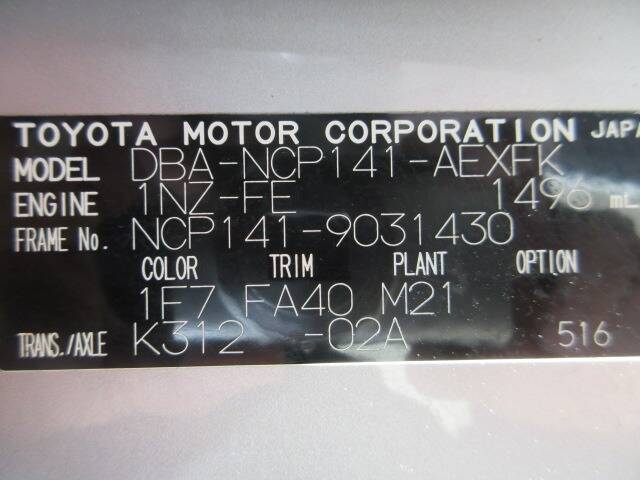 TOYOTA MOTOR CORPORATION JAPA
MODEL DBA-NCP141-AEXFK
ENGINE 1NZ-FE 1496 mL
FRAME No. NCP141-9031430
COLOR TRIM PLANT OPTION
1F7 FA40 M21
TRANS./AXLE K312 -02A 516